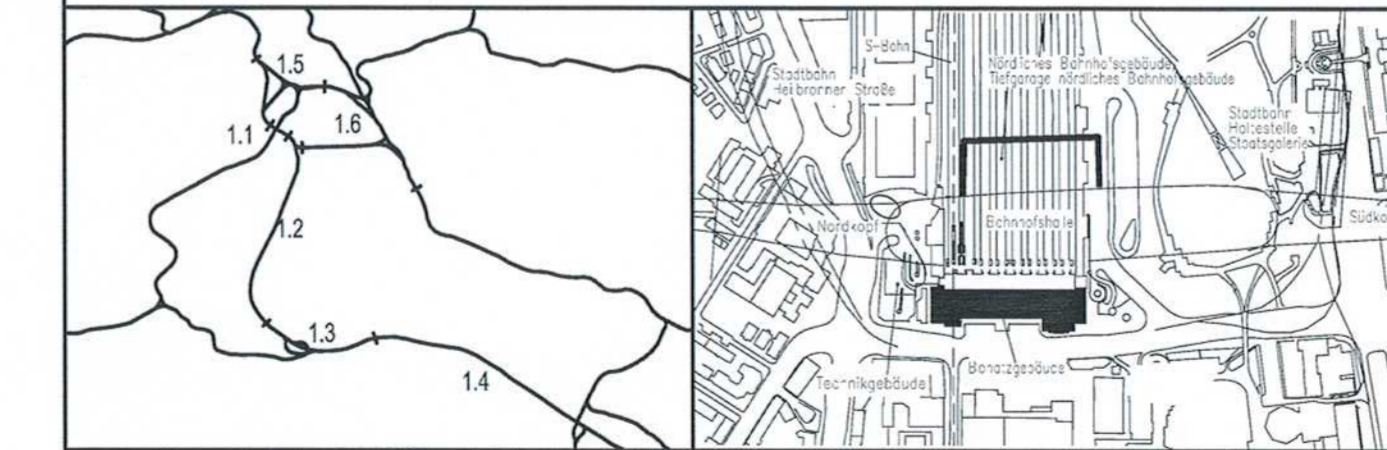 1.5
1.6
1.1
1.2
1.3
1.4
S-Bahn
Nördliches Bahnhofsgebäude
Tiefgarage nördliches Bahnhofsgebäude
Stadtbahn
Heilbronner Straße
Stadtbahn
Haltestelle
Staatsgalerie
Nordkopf
Bahnhofshalle
Südko
Bonatzgebäude
Technikgebäude